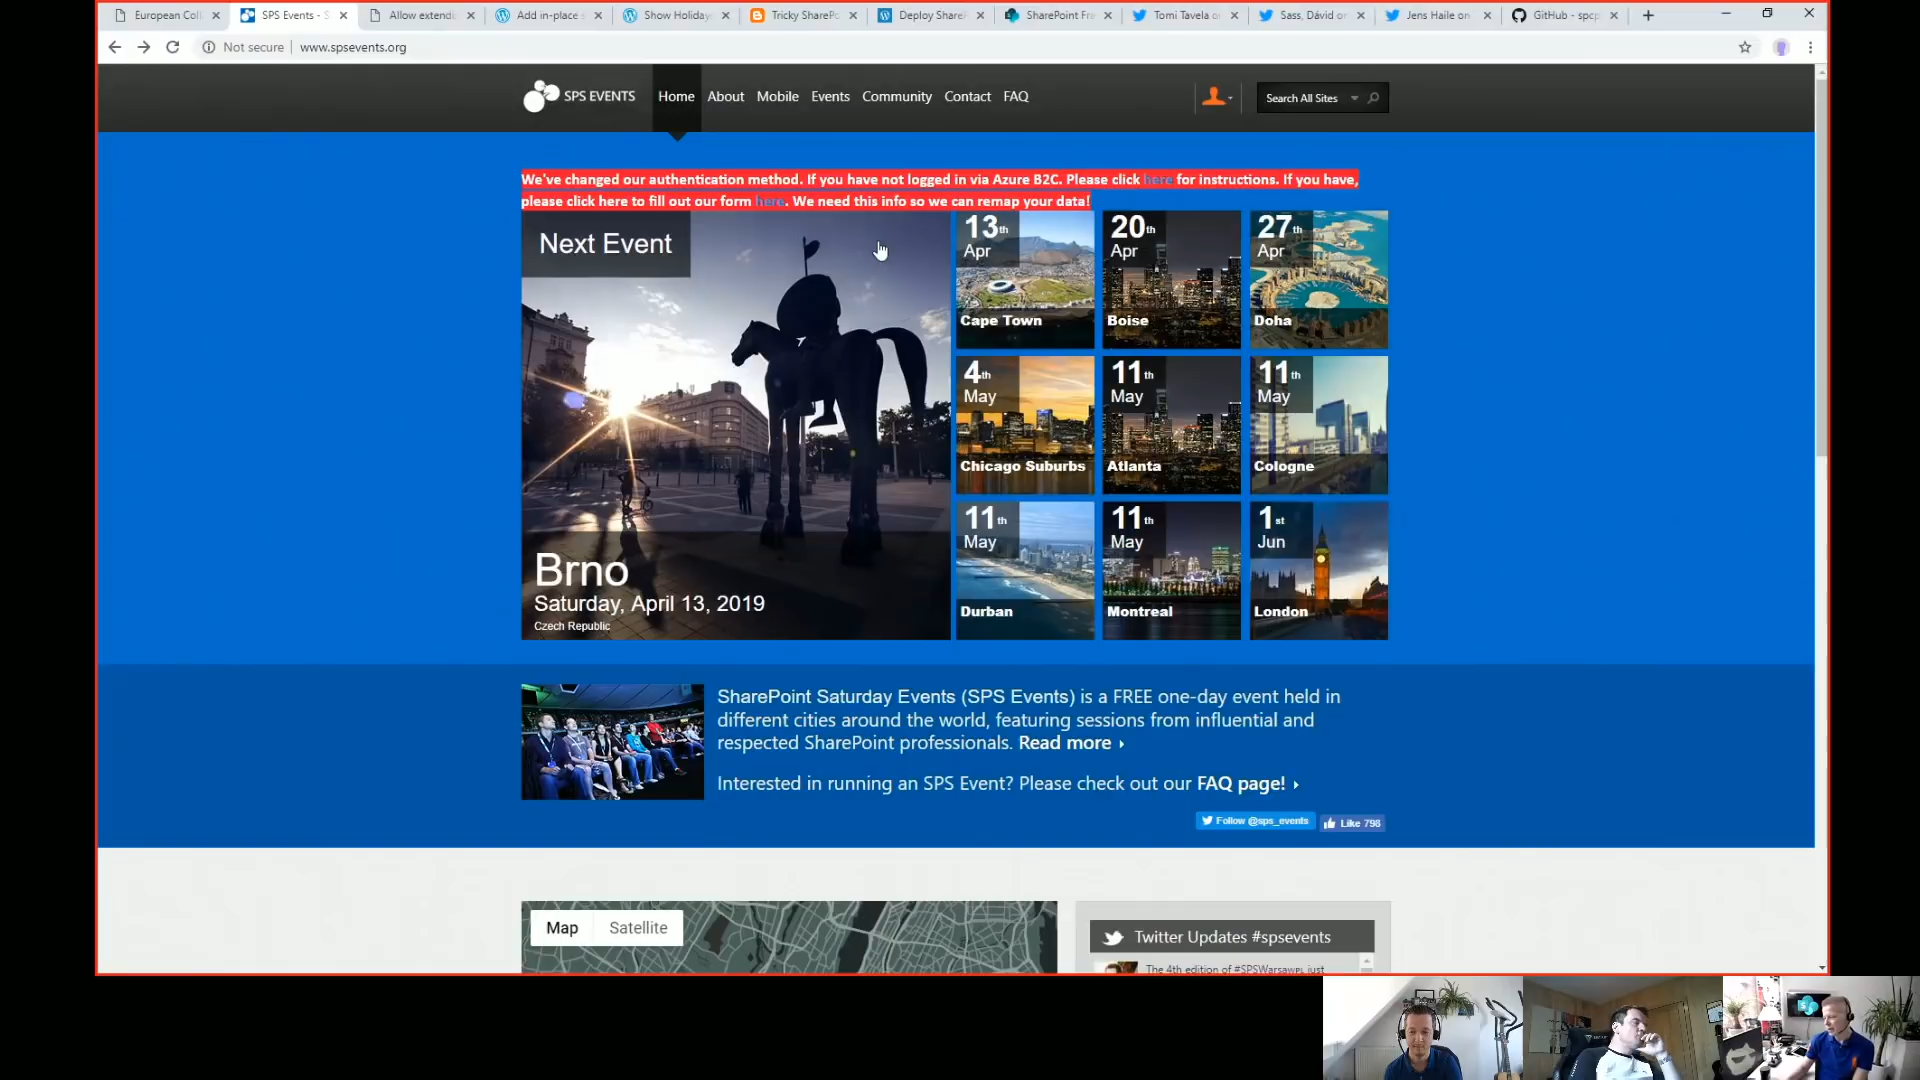 European Coll
SPS Events - S
Allow extendi
Add in-place s
Show Holiday
Tricky SharePo
Deploy ShareP
SharePoint Fra
Tomi Tavela o
Sass, Dávid or
Jens Haile on
GitHub - spcp
Not secure
www.spsevents.org
SPS EVENTS
Home
About
Mobile
Events
Community
Contact
FAQ
Search All Sites
We've changed our authentication method. If you have not logged in via Azure B2C. Please click here for instructions. If you have,
please click here to fill out our form here. We need this info so we can remap your data!
Next Event
Brno
Saturday, April 13, 2019
Czech Republic
13th
Apr
Cape Town
20th
Apr
Boise
27th
Apr
Doha
4th
May
Chicago Suburbs
11th
May
Atlanta
11th
May
Cologne
11th
May
Durban
11th
May
Montreal
1st
Jun
London
SharePoint Saturday Events (SPS Events) is a FREE one-day event held in
different cities around the world, featuring sessions from influential and
respected SharePoint professionals. Read more
Interested in running an SPS Event? Please check out our FAQ page!
Follow @sps_events
Like 798
Map
Satellite
Twitter Updates #spsevents
The 4th edition of #SPSWarsawPL just